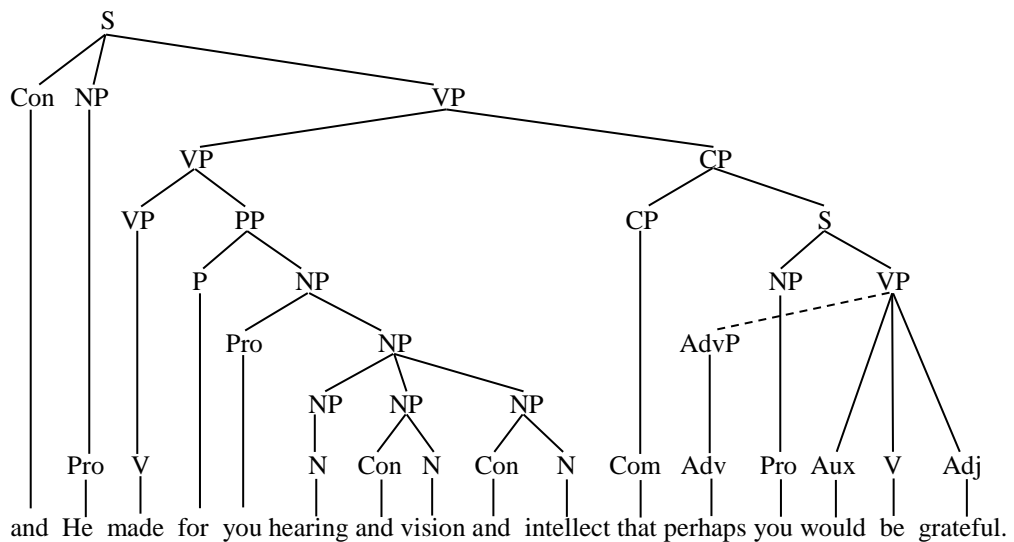 S
Con NP VP
VP CP
VP PP CP S
P NP NP VP
Pro NP AdvP
NP NP NP
Pro V N Con N Con N Com Adv Pro Aux V Adj
and He made for you hearing and vision and intellect that perhaps you would be grateful.